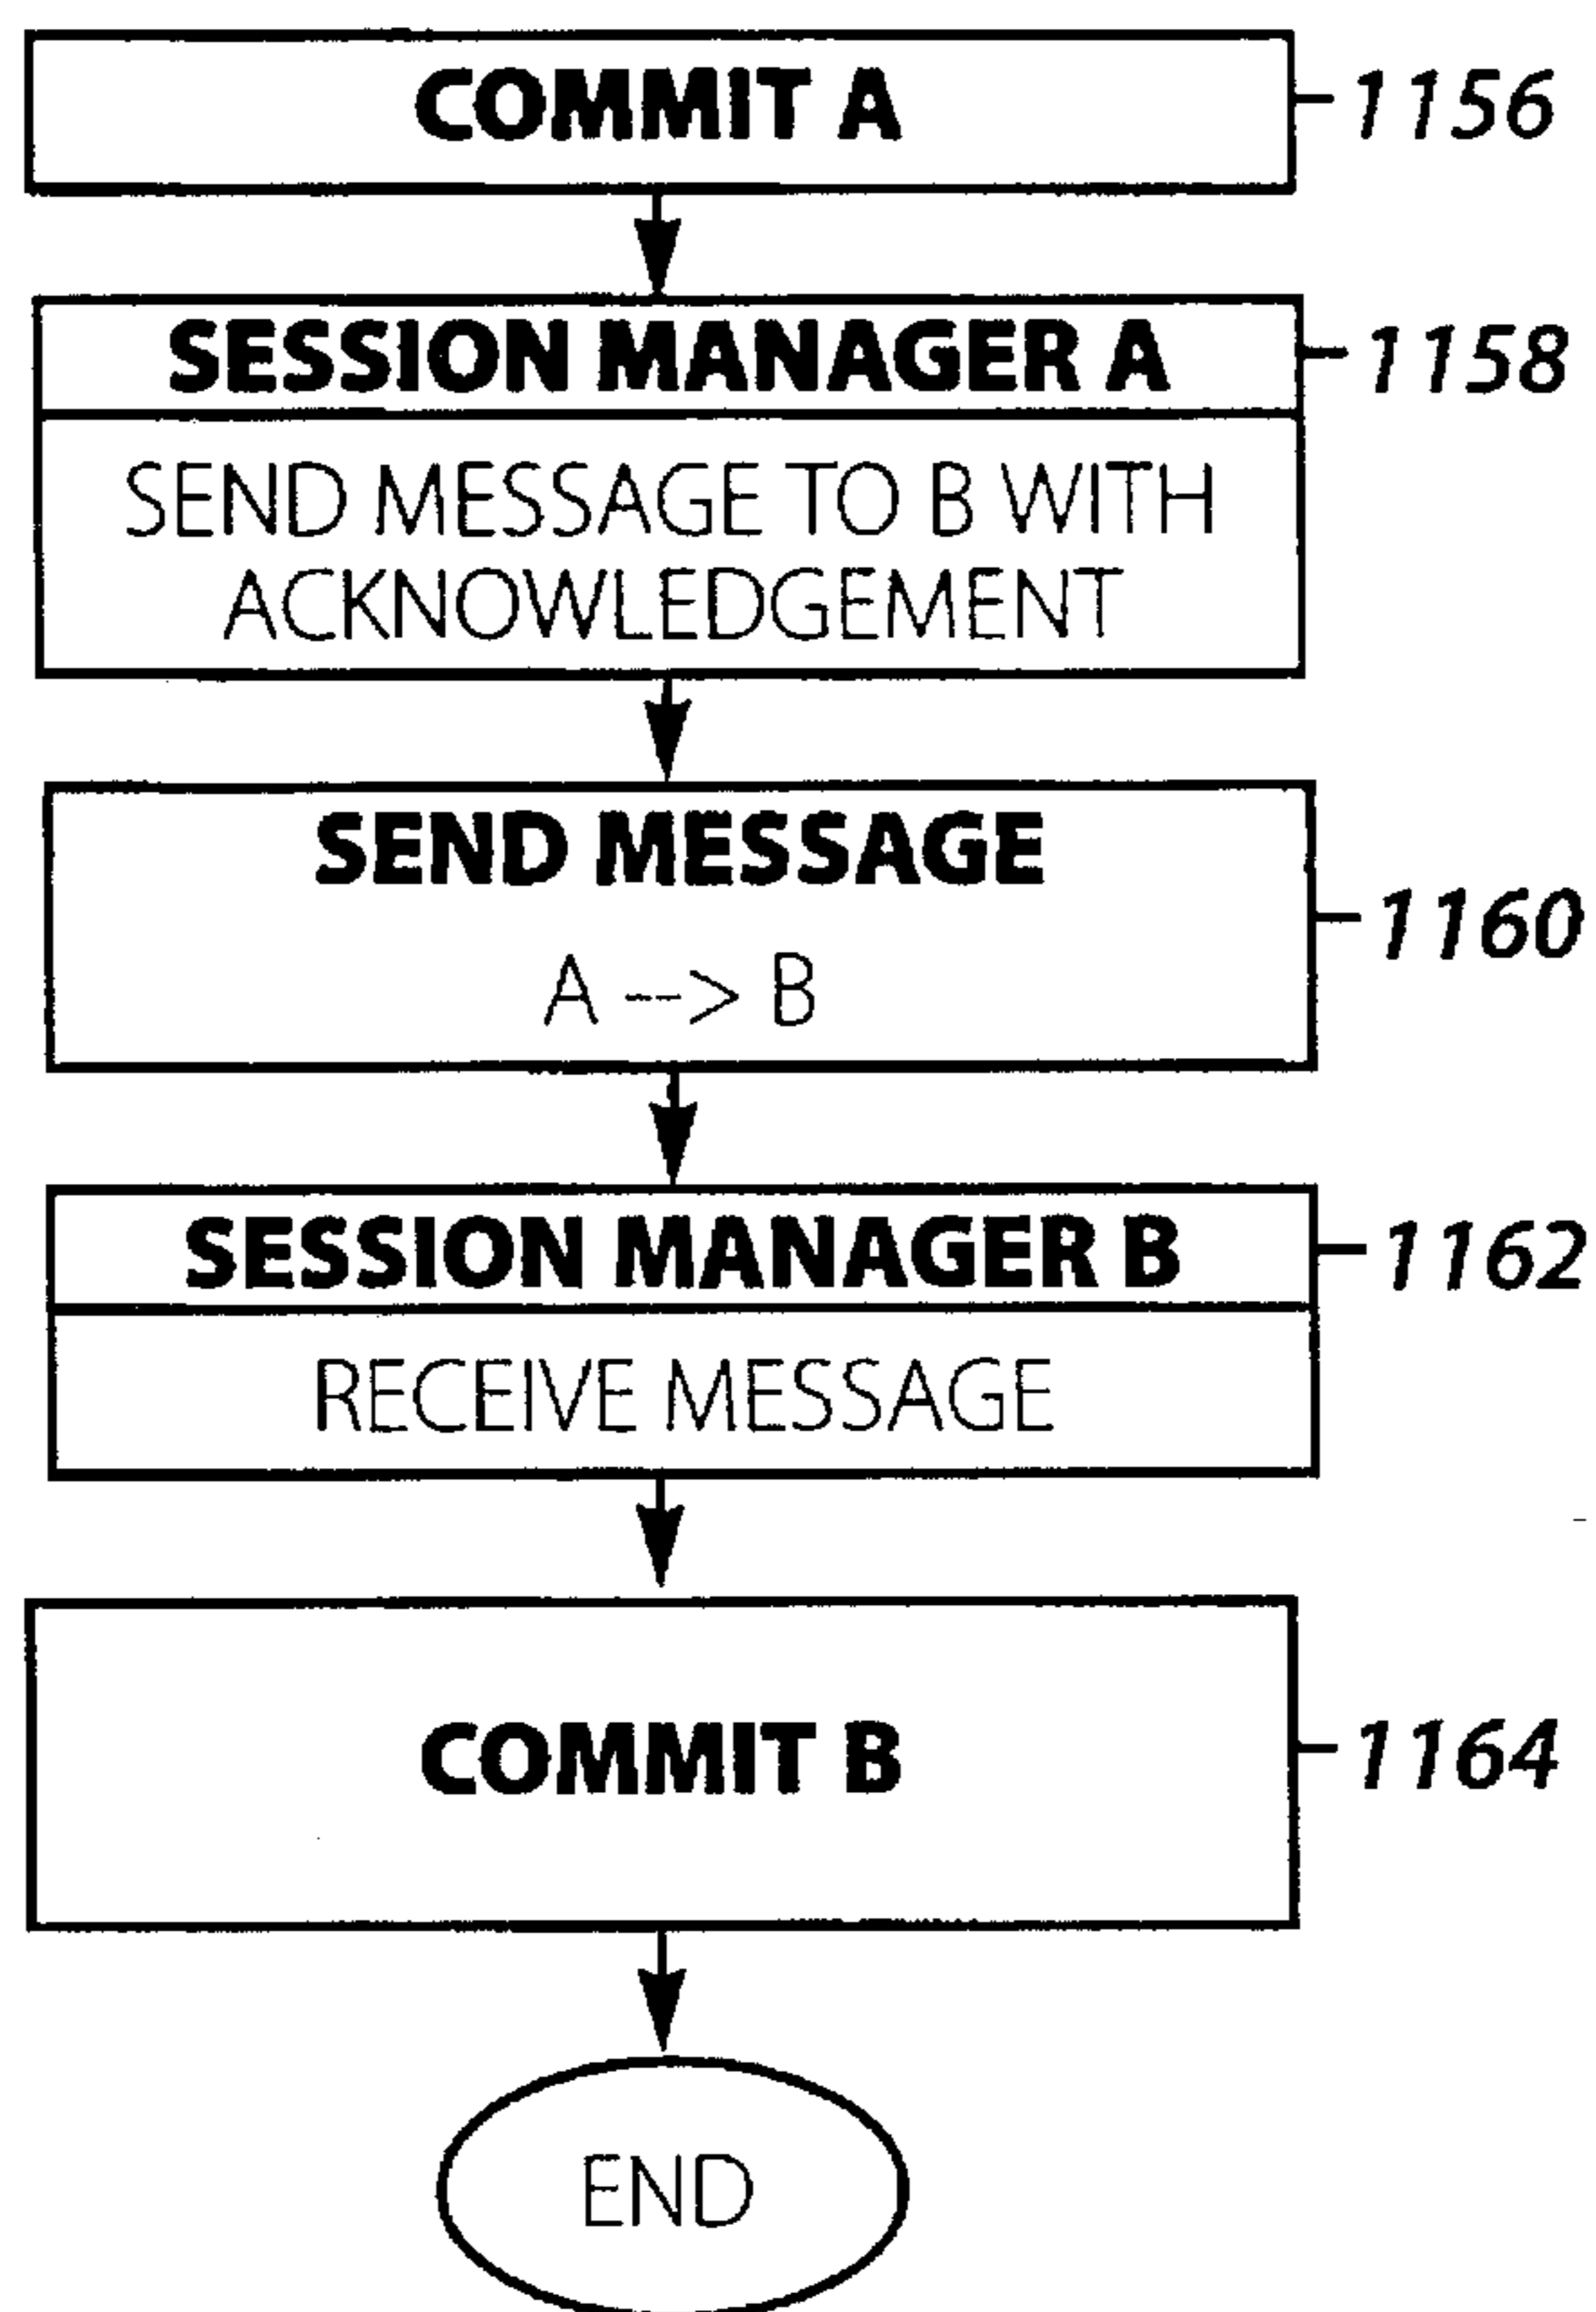 COMMIT A
1156
SESSION MANAGER A
1158
SEND MESSAGE TO B WITH
ACKNOWLEDGEMENT
SEND MESSAGE
1160
A --> B
SESSION MANAGER B
1162
RECEIVE MESSAGE
COMMIT B
1164
END